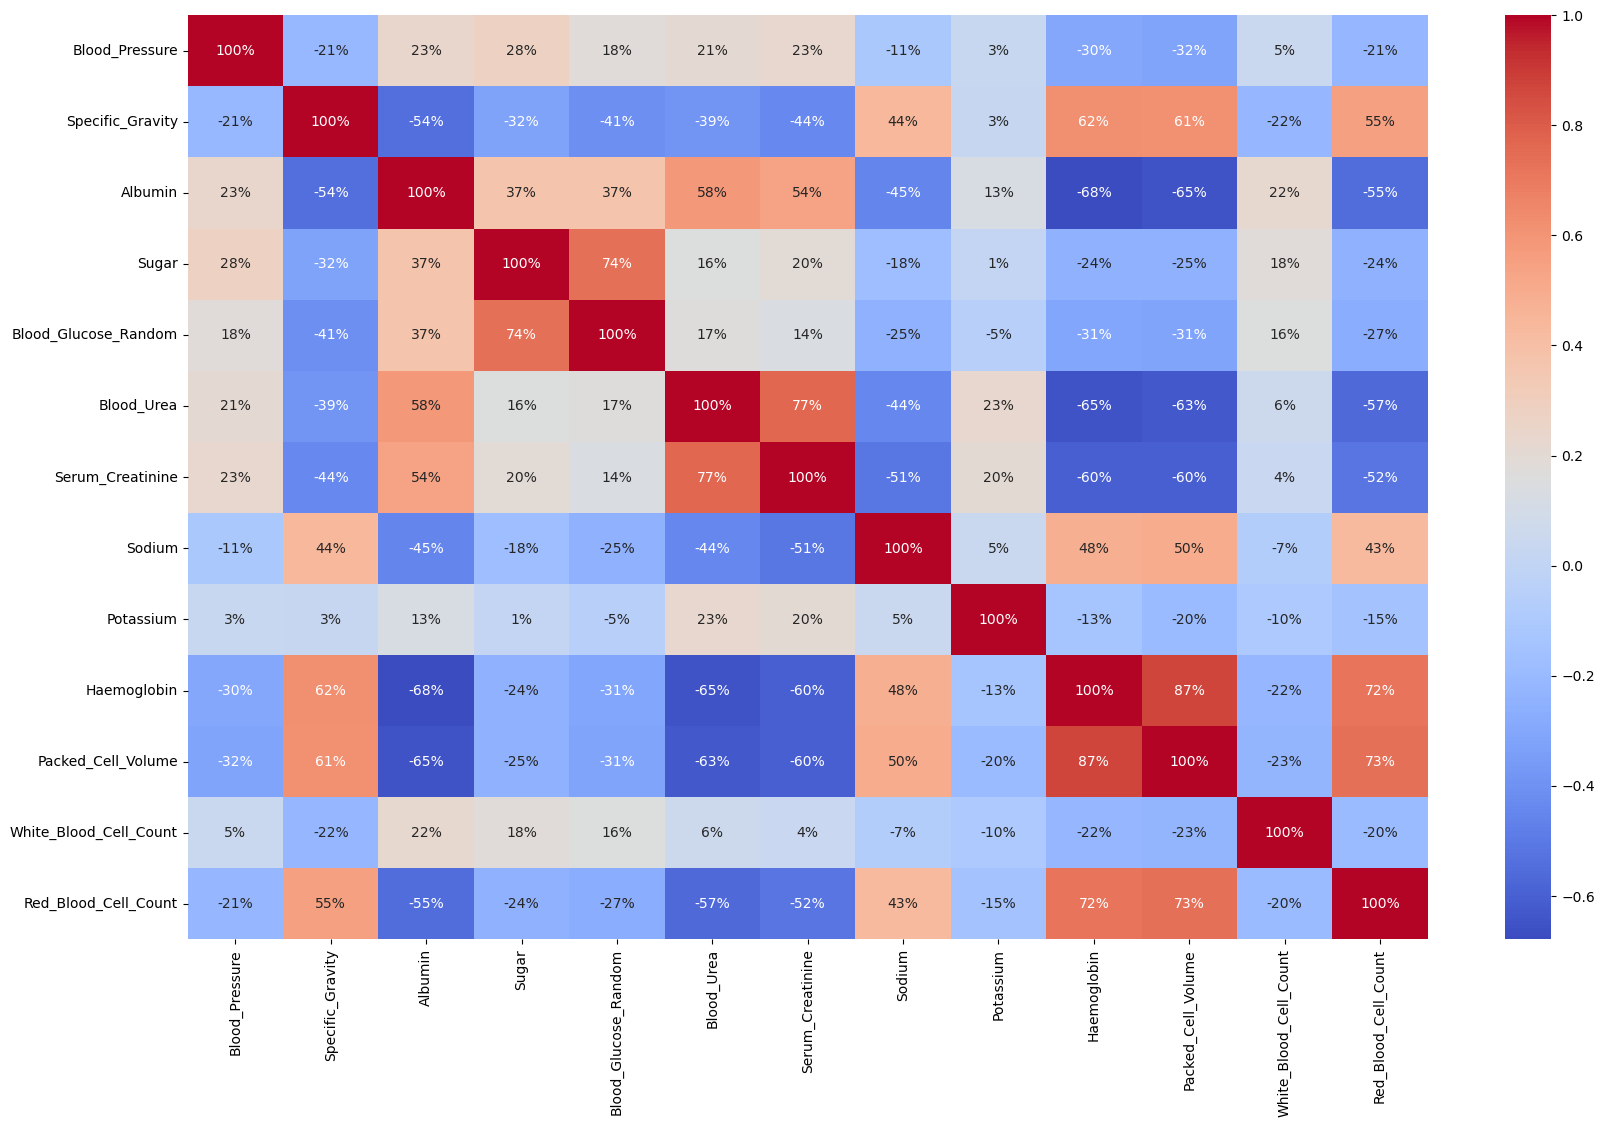 Blood_Pressure 100% -21% 23% 28% 18% 21% 23% -11% 3% -30% -32% 5% -21%
Specific_Gravity -21% 100% -54% -32% -41% -39% -44% 44% 3% 62% 61% -22% 55%
Albumin 23% -54% 100% 37% 37% 58% 54% -45% 13% -68% -65% 22% -55%
Sugar 28% -32% 37% 100% 74% 16% 20% -18% 1% -24% -25% 18% -24%
Blood_Glucose_Random 18% -41% 37% 74% 100% 17% 14% -25% -5% -31% -31% 16% -27%
Blood_Urea 21% -39% 58% 16% 17% 100% 77% -44% 23% -65% -63% 6% -57%
Serum_Creatinine 23% -44% 54% 20% 14% 77% 100% -51% 20% -60% -60% 4% -52%
Sodium -11% 44% -45% -18% -25% -44% -51% 100% 5% 48% 50% -7% 43%
Potassium 3% 3% 13% 1% -5% 23% 20% 5% 100% -13% -20% -10% -15%
Haemoglobin -30% 62% -68% -24% -31% -65% -60% 48% -13% 100% 87% -22% 72%
Packed_Cell_Volume -32% 61% -65% -25% -31% -63% -60% 50% -20% 87% 100% -23% 73%
White_Blood_Cell_Count 5% -22% 22% 18% 16% 6% 4% -7% -10% -22% -23% 100% -20%
Red_Blood_Cell_Count -21% 55% -55% -24% -27% -57% -52% 43% -15% 72% 73% -20% 100%
Blood_Pressure
Specific_Gravity
Albumin
Sugar
Blood_Glucose_Random
Blood_Urea
Serum_Creatinine
Sodium
Potassium
Haemoglobin
Packed_Cell_Volume
White_Blood_Cell_Count
Red_Blood_Cell_Count
1.0
0.8
0.6
0.4
0.2
0.0
−0.2
−0.4
−0.6